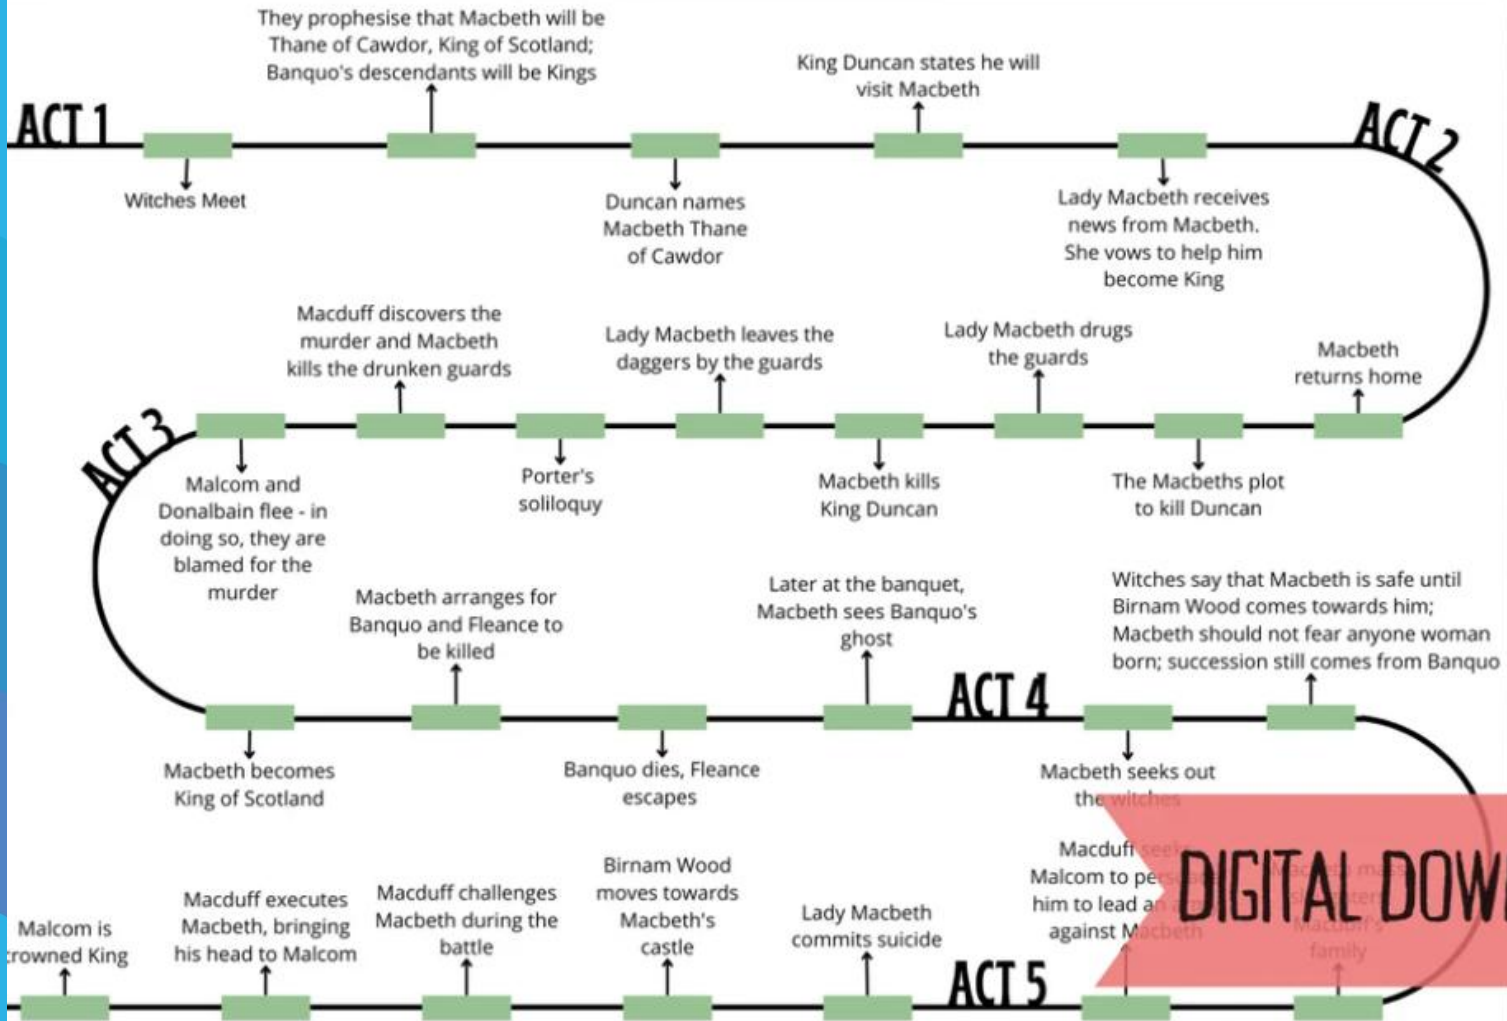 ACT 1
Witches Meet
They prophesise that Macbeth will be
Thane of Cawdor, King of Scotland;
Banquo's descendants will be Kings
Duncan names
Macbeth Thane
of Cawdor
King Duncan states he will
visit Macbeth
Lady Macbeth receives
news from Macbeth.
She vows to help him
become King
ACT 2
Macbeth
returns home
The Macbeths plot
to kill Duncan
Lady Macbeth drugs
the guards
Macbeth kills
King Duncan
Lady Macbeth leaves the
daggers by the guards
Porter's
soliloquy
Macduff discovers the
murder and Macbeth
kills the drunken guards
Malcom and
Donalbain flee - in
doing so, they are
blamed for the
murder
ACT 3
Macbeth becomes
King of Scotland
Macbeth arranges for
Banquo and Fleance to
be killed
Banquo dies, Fleance
escapes
Later at the banquet,
Macbeth sees Banquo's
ghost
ACT 4
Macbeth seeks out
the witches
Witches say that Macbeth is safe until
Birnam Wood comes towards him;
Macbeth should not fear anyone woman
born; succession still comes from Banquo
Macbeth
Macduff's
family
Macduff seeks
Malcom to persuade
him to lead an
against Macbeth
DIGITAL DOW
ACT 5
Lady Macbeth
commits suicide
Birnam Wood
moves towards
Macbeth's
castle
Macduff challenges
Macbeth during the
battle
Macduff executes
Macbeth, bringing
his head to Malcom
Malcom is
crowned King